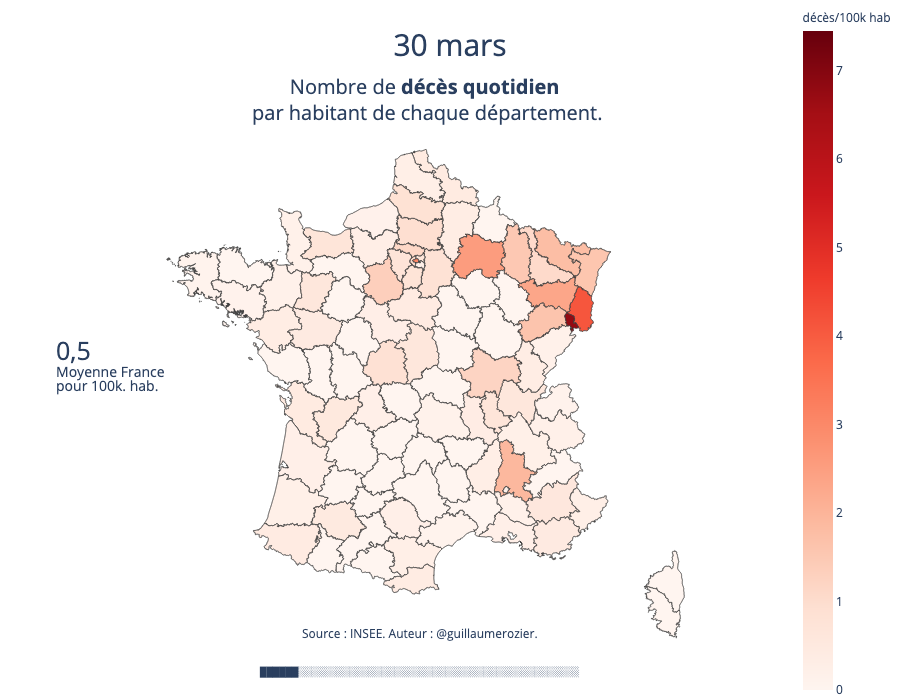 décès/100k hab
30 mars
Nombre de décès quotidien
par habitant de chaque département.
7
6
5
4
3
2
1
0
0,5
Moyenne France
pour 100k. hab.
Source : INSEE. Auteur : @guillaumerozier.